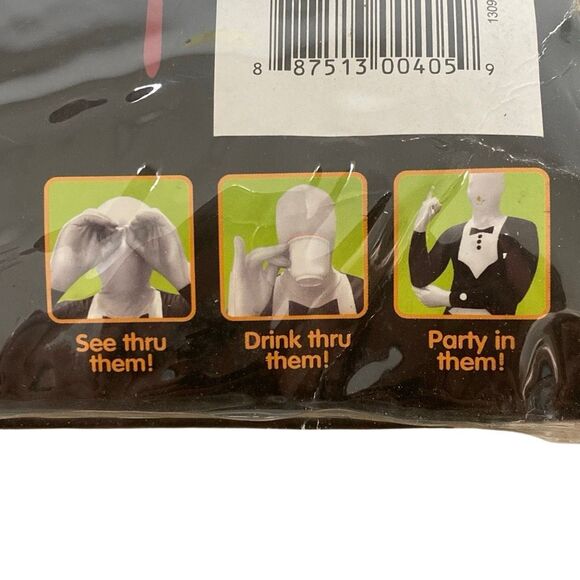 1309
8 87513 00405 9
See thru
them!
Drink thru
them!
Party in
them!